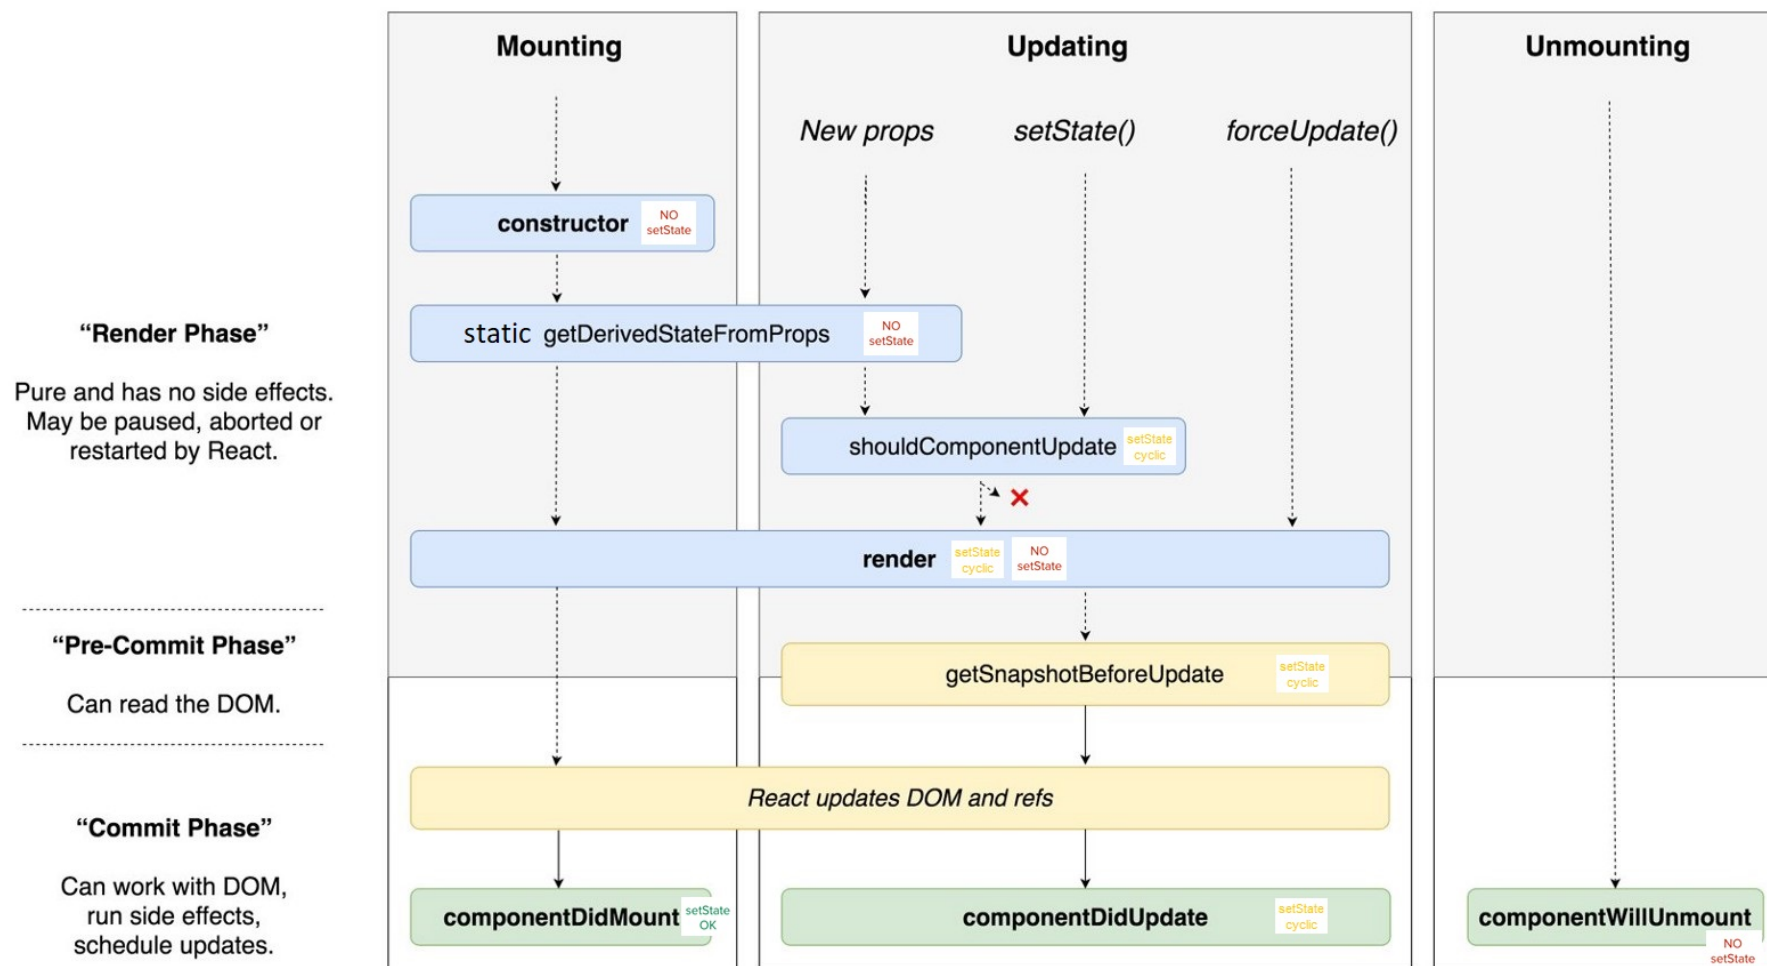 Mounting
Updating
Unmounting
New props
setState()
forceUpdate()
constructor
NO
setState
“Render Phase”
Pure and has no side effects.
May be paused, aborted or
restarted by React.
static getDerivedStateFromProps
NO
setState
shouldComponentUpdate
setState
cyclic
render
setState
cyclic
NO
setState
“Pre-Commit Phase”
Can read the DOM.
getSnapshotBeforeUpdate
setState
cyclic
React updates DOM and refs
“Commit Phase”
Can work with DOM,
run side effects,
schedule updates.
componentDidMount
setState
OK
componentDidUpdate
setState
cyclic
componentWillUnmount
NO
setState